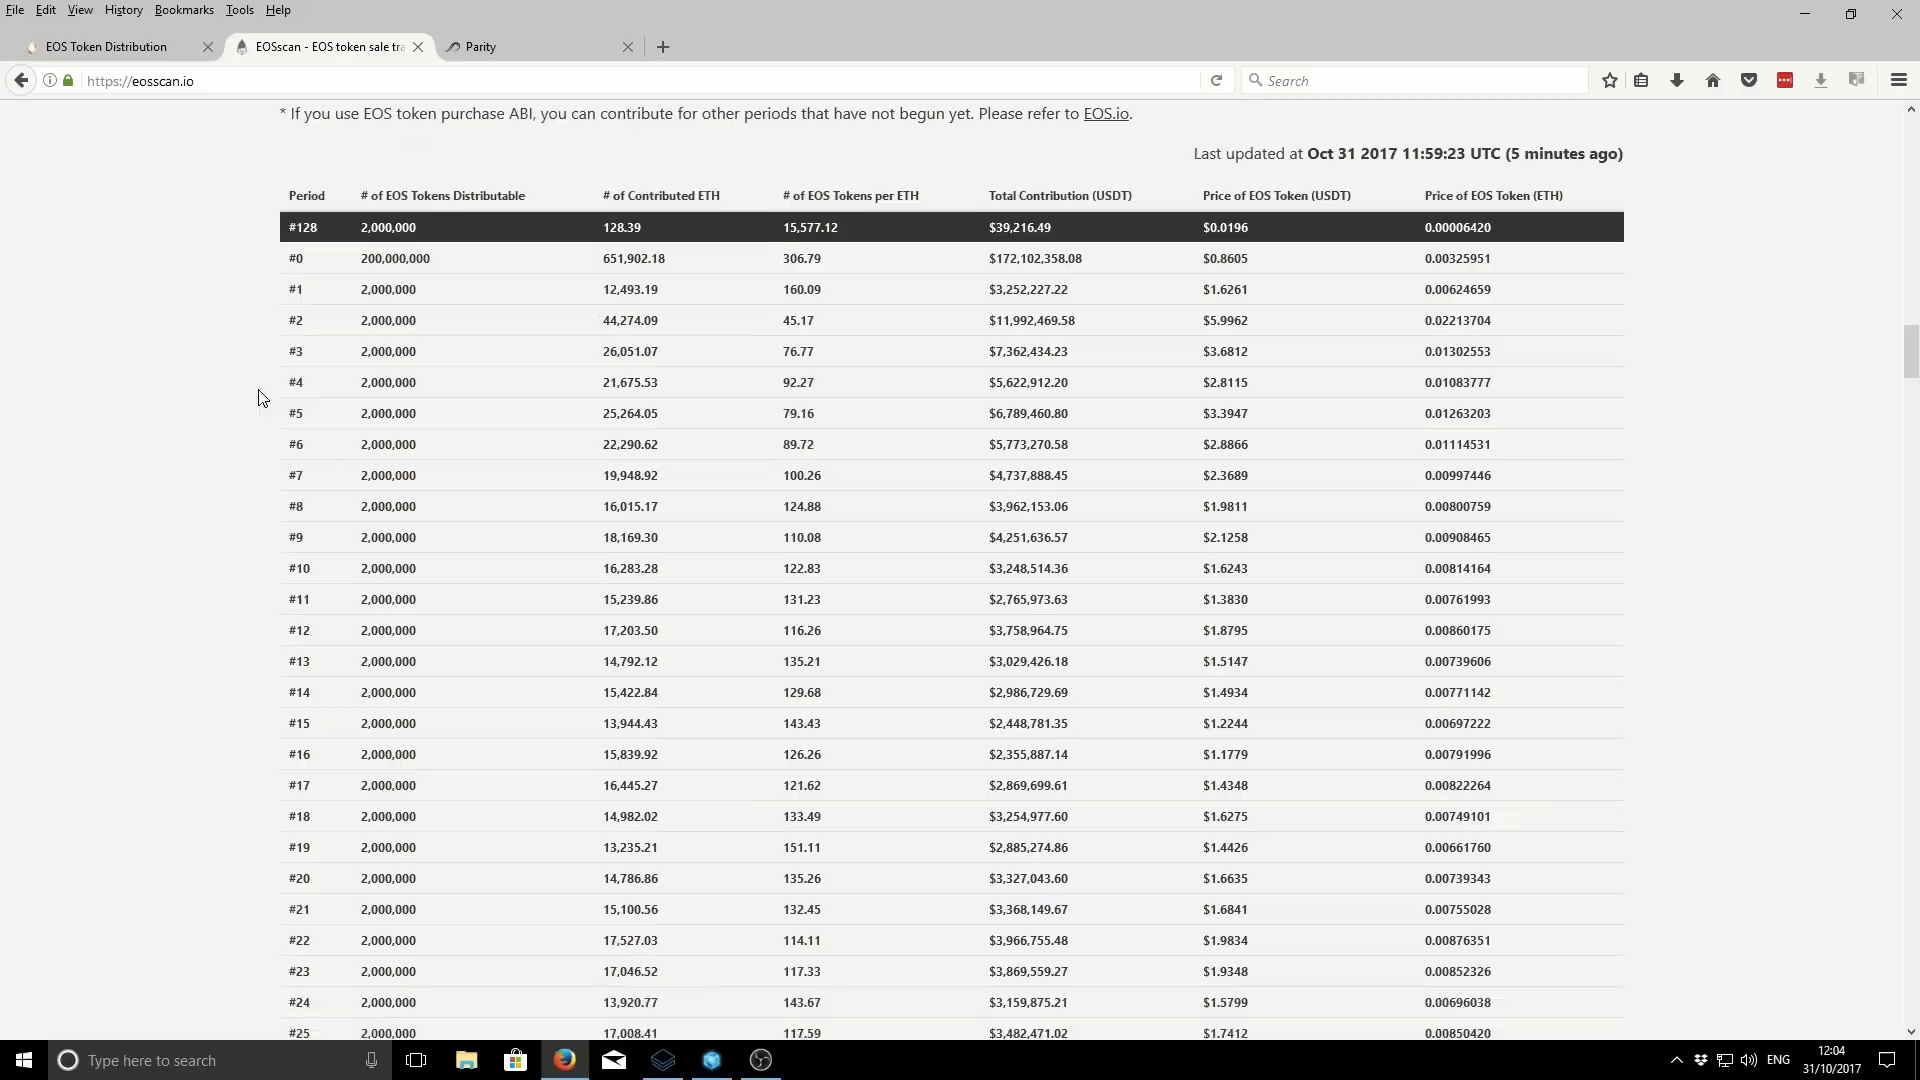 File Edit View History Bookmarks Tools Help
EOS Token Distribution EOSscan - EOS token sale tra Parity
https://eosscan.io Search
* If you use EOS token purchase ABI, you can contribute for other periods that have not begun yet. Please refer to EOS.io.
Last updated at Oct 31 2017 11:59:23 UTC (5 minutes ago)
Period # of EOS Tokens Distributable # of Contributed ETH # of EOS Tokens per ETH Total Contribution (USDT) Price of EOS Token (USDT) Price of EOS Token (ETH)
#128 2,000,000 128.39 15,577.12 $39,216.49 $0.0196 0.00006420
#0 200,000,000 651,902.18 306.79 $172,102,358.08 $0.8605 0.00325951
#1 2,000,000 12,493.19 160.09 $3,252,227.22 $1.6261 0.00624659
#2 2,000,000 44,274.09 45.17 $11,992,469.58 $5.9962 0.02213704
#3 2,000,000 26,051.07 76.77 $7,362,434.23 $3.6812 0.01302553
#4 2,000,000 21,675.53 92.27 $5,622,912.20 $2.8115 0.01083777
#5 2,000,000 25,264.05 79.16 $6,789,460.80 $3.3947 0.01263203
#6 2,000,000 22,290.62 89.72 $5,773,270.58 $2.8866 0.01114531
#7 2,000,000 19,948.92 100.26 $4,737,888.45 $2.3689 0.00997446
#8 2,000,000 16,015.17 124.88 $3,962,153.06 $1.9811 0.00800759
#9 2,000,000 18,169.30 110.08 $4,251,636.57 $2.1258 0.00908465
#10 2,000,000 16,283.28 122.83 $3,248,514.36 $1.6243 0.00814164
#11 2,000,000 15,239.86 131.23 $2,765,973.63 $1.3830 0.00761993
#12 2,000,000 17,203.50 116.26 $3,758,964.75 $1.8795 0.00860175
#13 2,000,000 14,792.12 135.21 $3,029,426.18 $1.5147 0.00739606
#14 2,000,000 15,422.84 129.68 $2,986,729.69 $1.4934 0.00771142
#15 2,000,000 13,944.43 143.43 $2,448,781.35 $1.2244 0.00697222
#16 2,000,000 15,839.92 126.26 $2,355,887.14 $1.1779 0.00791996
#17 2,000,000 16,445.27 121.62 $2,869,699.61 $1.4348 0.00822264
#18 2,000,000 14,982.02 133.49 $3,254,977.60 $1.6275 0.00749101
#19 2,000,000 13,235.21 151.11 $2,885,274.86 $1.4426 0.00661760
#20 2,000,000 14,786.86 135.26 $3,327,043.60 $1.6635 0.00739343
#21 2,000,000 15,100.56 132.45 $3,368,149.67 $1.6841 0.00755028
#22 2,000,000 17,527.03 114.11 $3,966,755.48 $1.9834 0.00876351
#23 2,000,000 17,046.52 117.33 $3,869,559.27 $1.9348 0.00852326
#24 2,000,000 13,920.77 143.67 $3,159,875.21 $1.5799 0.00696038
#25 2,000,000 17,008.41 117.59 $3,482,471.02 $1.7412 0.00850420
Type here to search ENG 12:04
31/10/2017